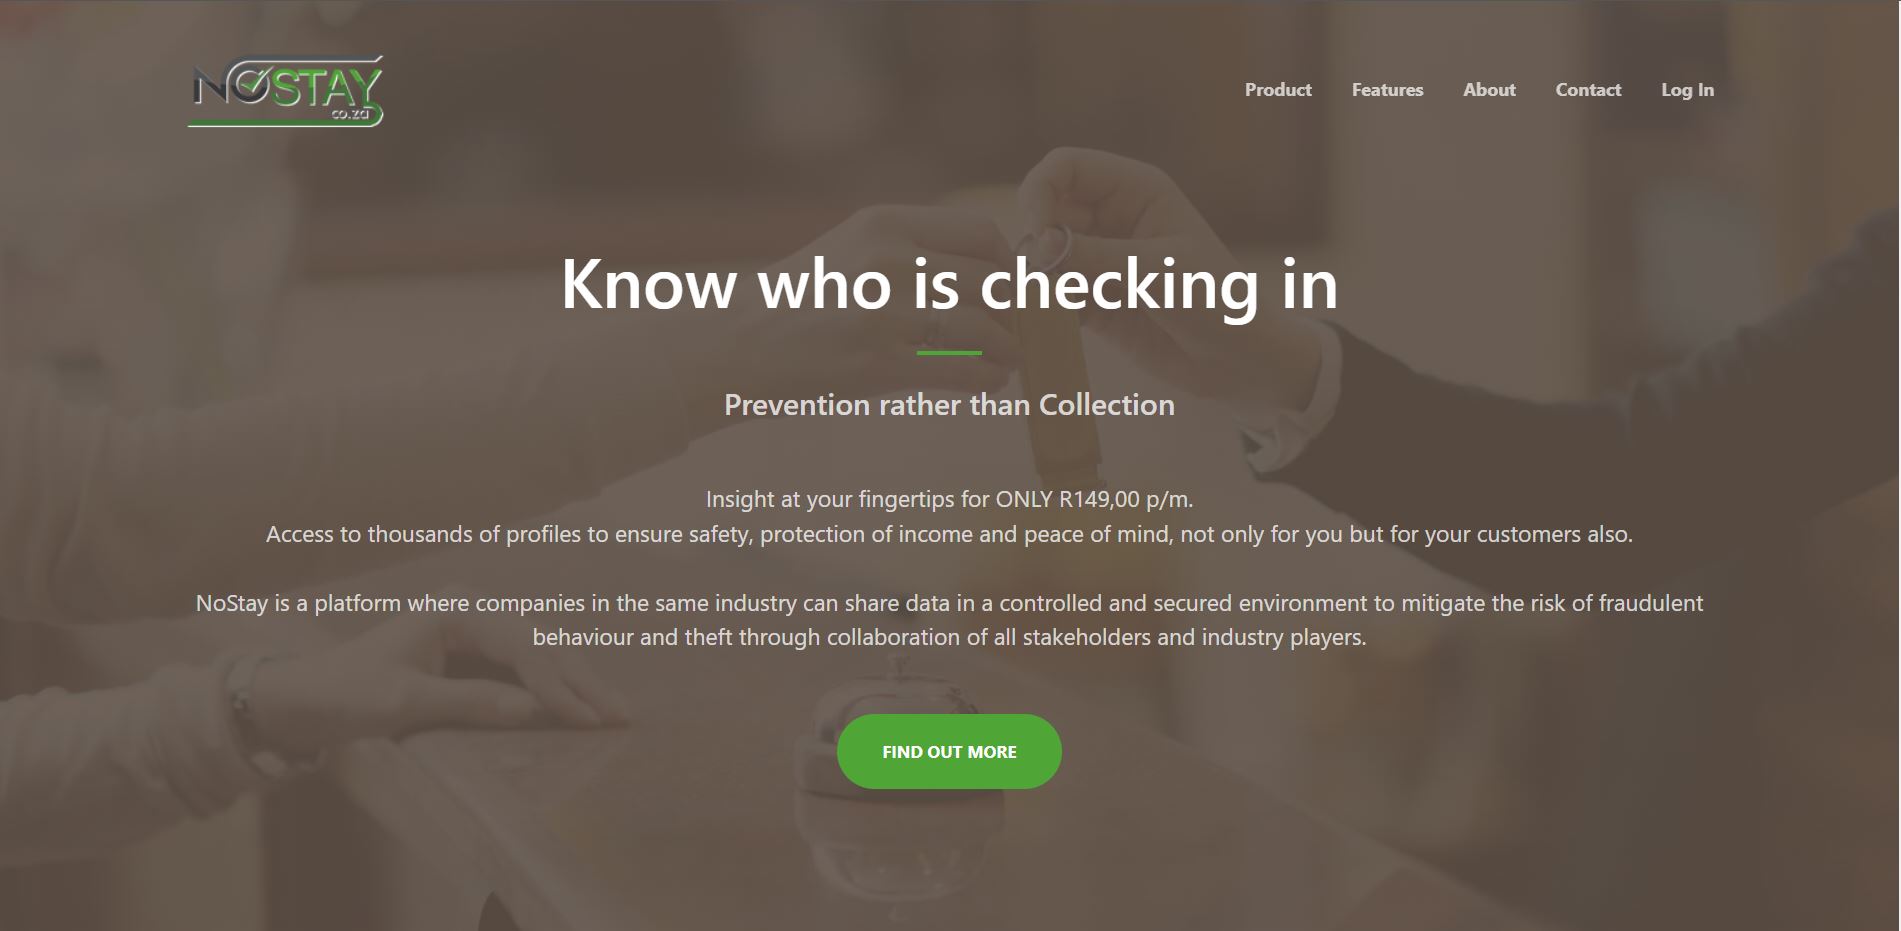 NOSTAY
co.za
Product Features About Contact Log In
Know who is checking in
Prevention rather than Collection
Insight at your fingertips for ONLY R149,00 p/m.
Access to thousands of profiles to ensure safety, protection of income and peace of mind, not only for you but for your customers also.
NoStay is a platform where companies in the same industry can share data in a controlled and secured environment to mitigate the risk of fraudulent
behaviour and theft through collaboration of all stakeholders and industry players.
FIND OUT MORE